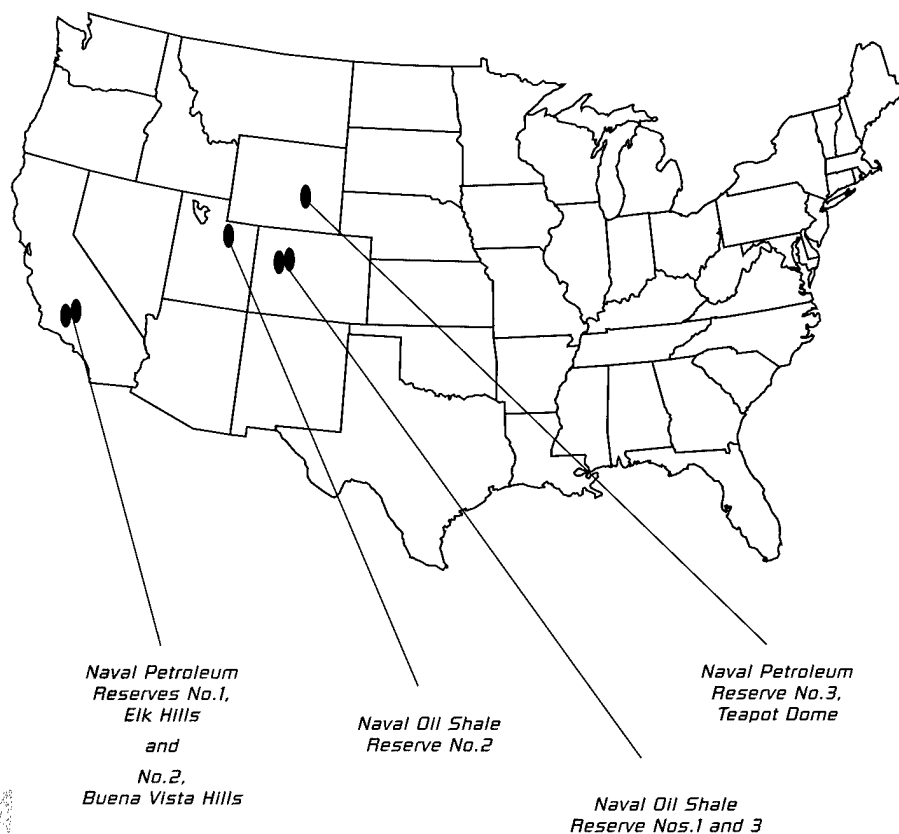 Naval Petroleum
Reserves No.1,
Elk Hills
and
No.2,
Buena Vista Hills
Naval Oil Shale
Reserve No.2
Naval Oil Shale
Reserve Nos.1 and 3
Naval Petroleum
Reserve No.3,
Teapot Dome